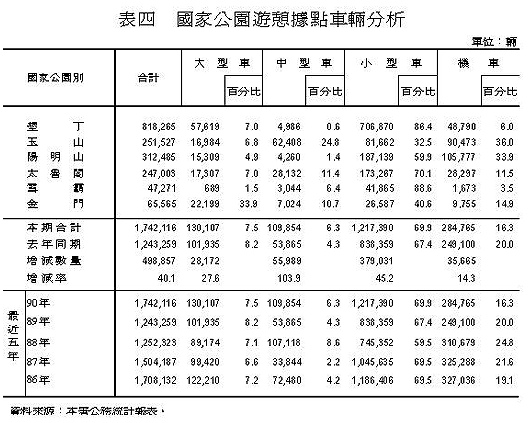 表四　國家公園遊憩據點車輛分析
單位：輛
國家公園別 合計 大型車 百分比 中型車 百分比 小型車 百分比 機車 百分比
墾丁 818,265 57,619 7.0 4,986 0.6 706,870 86.4 48,790 6.0
玉山 251,527 16,984 6.8 62,408 24.8 81,662 32.5 90,473 36.0
陽明山 312,485 15,309 4.9 4,260 1.4 187,139 59.9 105,777 33.9
太魯閣 247,003 17,307 7.0 28,132 11.4 173,267 70.1 28,297 11.5
雪霸 47,271 689 1.5 3,044 6.4 41,865 88.6 1,673 3.5
金門 65,565 22,199 33.9 7,024 10.7 26,587 40.6 9,755 14.9
本期合計 1,742,116 130,107 7.5 109,854 6.3 1,217,390 69.9 284,765 16.3
去年同期 1,243,259 101,935 8.2 53,865 4.3 838,359 67.4 249,100 20.0
增減數量 498,857 28,172 55,989 379,031 35,665
增減率 40.1 27.6 103.9 45.2 14.3
最近五年
90年 1,742,116 130,107 7.5 109,854 6.3 1,217,390 69.9 284,765 16.3
89年 1,243,259 101,935 8.2 53,865 4.3 838,359 67.4 249,100 20.0
88年 1,252,323 89,174 7.1 107,118 8.6 745,352 59.5 310,679 24.8
87年 1,504,187 99,420 6.6 33,844 2.2 1,045,635 69.5 325,288 21.6
86年 1,708,132 122,210 7.2 72,480 4.2 1,186,406 69.5 327,036 19.1
資料來源：本署公務統計報表。